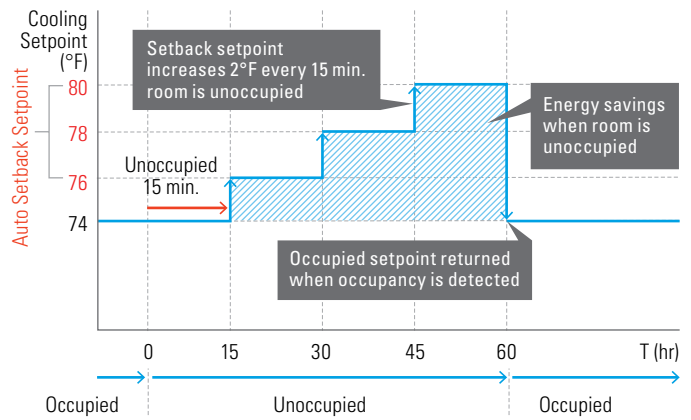 Cooling
Setpoint
(°F)
Auto Setback Setpoint
80
78
76
74
Setback setpoint
increases 2°F every 15 min.
room is unoccupied
Energy savings
when room is
unoccupied
Unoccupied
15 min.
Occupied setpoint returned
when occupancy is detected
0 15 30 45 60 T (hr)
Occupied Unoccupied Occupied